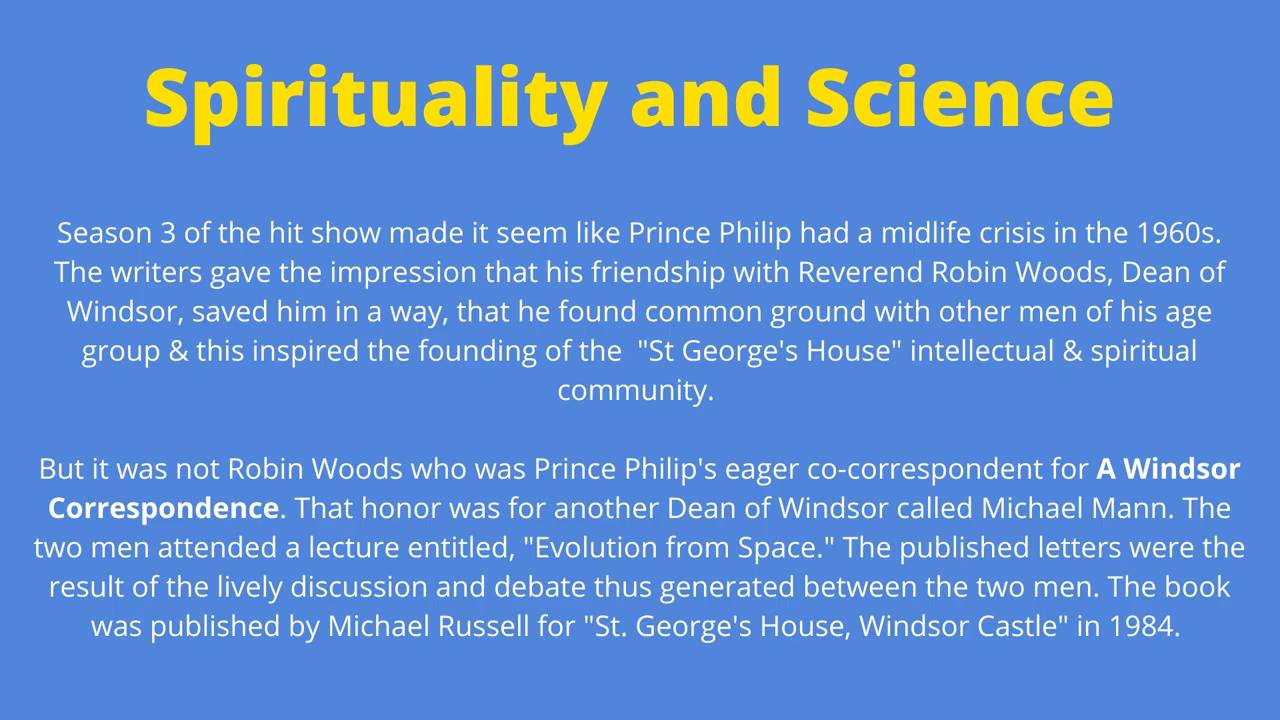 Spirituality and Science
Season 3 of the hit show made it seem like Prince Philip had a midlife crisis in the 1960s.
The writers gave the impression that his friendship with Reverend Robin Woods, Dean of
Windsor, saved him in a way, that he found common ground with other men of his age
group & this inspired the founding of the  "St George's House" intellectual & spiritual
community.
But it was not Robin Woods who was Prince Philip's eager co-correspondent for A Windsor
Correspondence. That honor was for another Dean of Windsor called Michael Mann. The
two men attended a lecture entitled, "Evolution from Space." The published letters were the
result of the lively discussion and debate thus generated between the two men. The book
was published by Michael Russell for "St. George's House, Windsor Castle" in 1984.